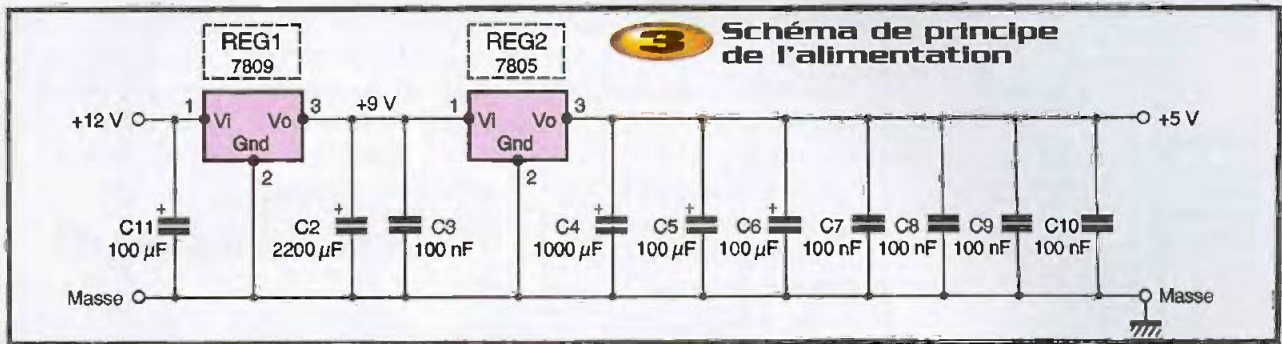 3 Schéma de principe
de l'alimentation
REG1
7809
REG2
7805
+12 V
1
Vi
Vo
3
Gnd
2
+9 V
1
Vi
Vo
3
Gnd
2
+5 V
+
C11
100 µF
+
C2
2200 µF
C3
100 nF
+
C4
1000 µF
+
C5
100 µF
+
C6
100 µF
C7
100 nF
C8
100 nF
C9
100 nF
C10
100 nF
Masse
Masse